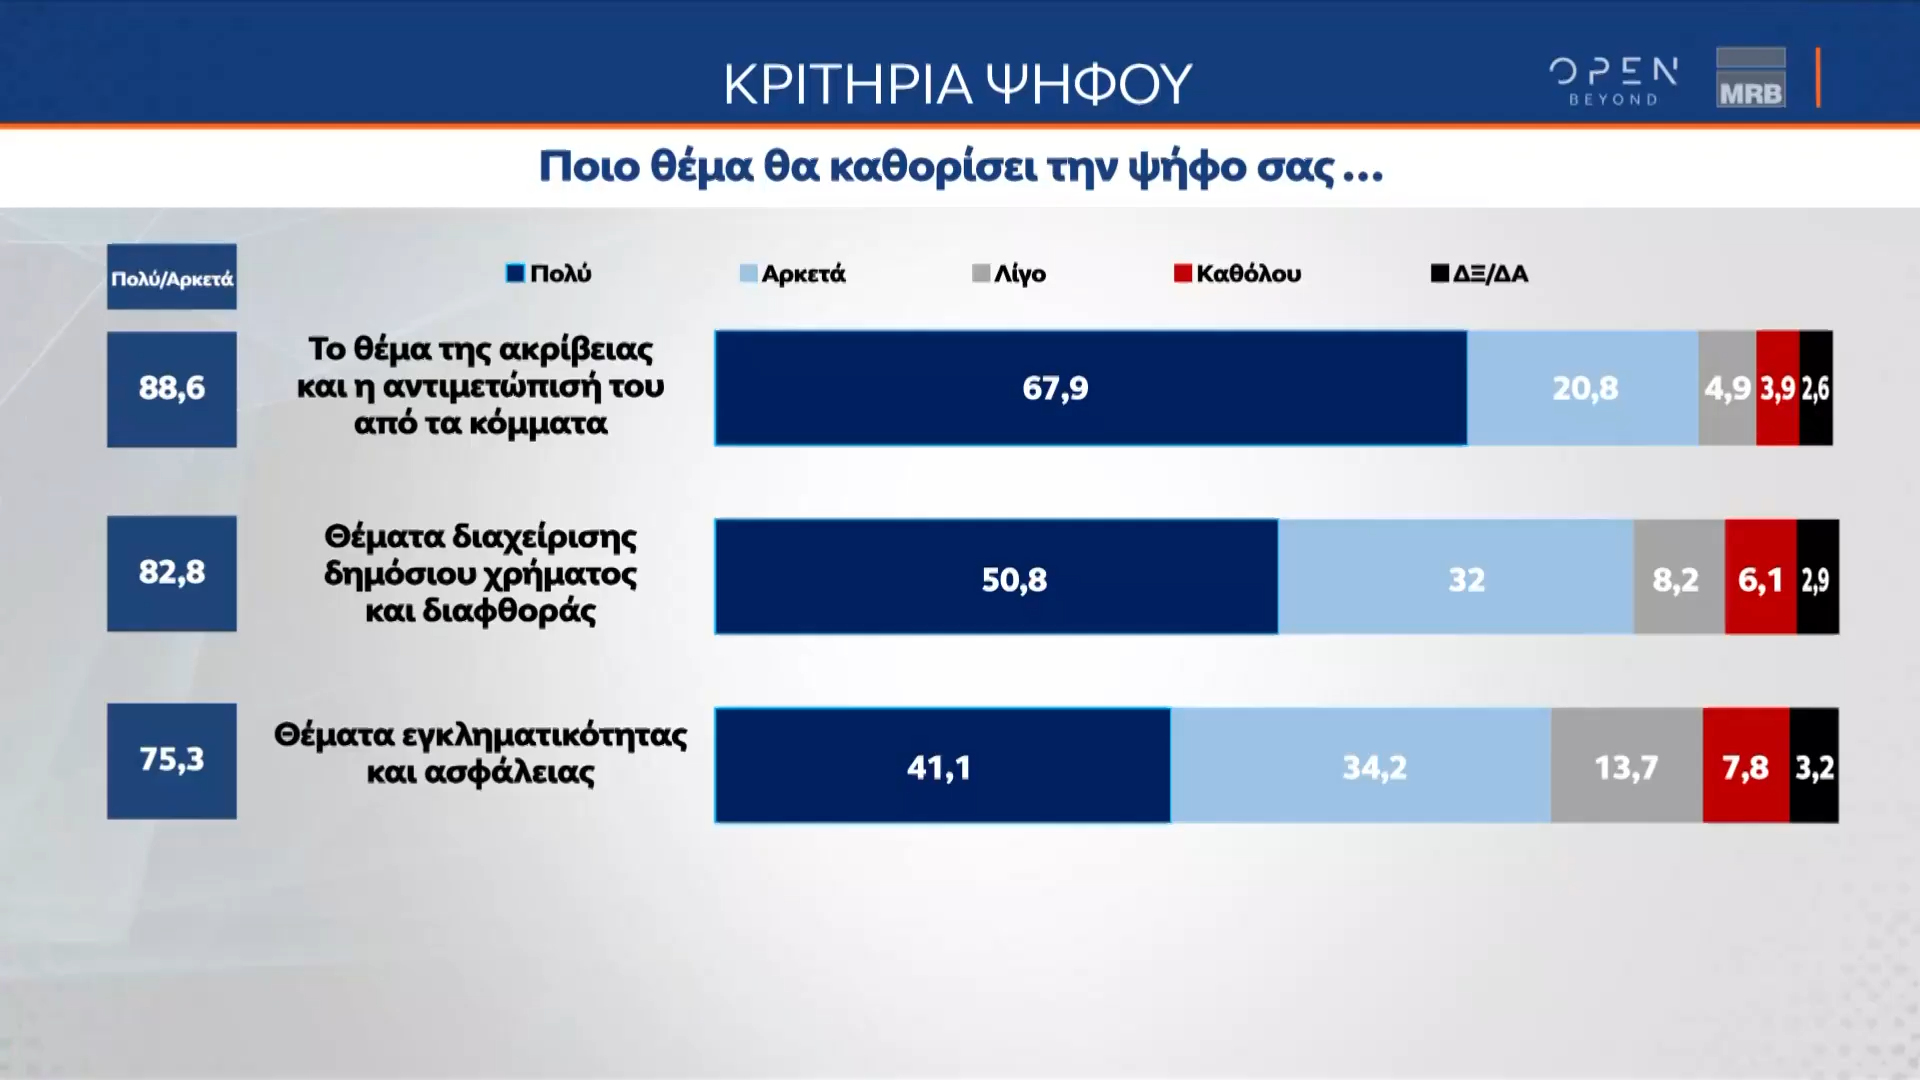 ΚΡΙΤΗΡΙΑ ΨΗΦΟΥ
OPEN
BEYOND
MRB
Ποιο θέμα θα καθορίσει την ψήφο σας ...
Πολύ/Αρκετά
Πολύ
Αρκετά
Λίγο
Καθόλου
ΔΞ/ΔΑ
88,6
Το θέμα της ακρίβειας
και η αντιμετώπισή του
από τα κόμματα
67,9
20,8
4,9
3,9
2,6
82,8
Θέματα διαχείρισης
δημόσιου χρήματος
και διαφθοράς
50,8
32
8,2
6,1
2,9
75,3
Θέματα εγκληματικότητας
και ασφάλειας
41,1
34,2
13,7
7,8
3,2